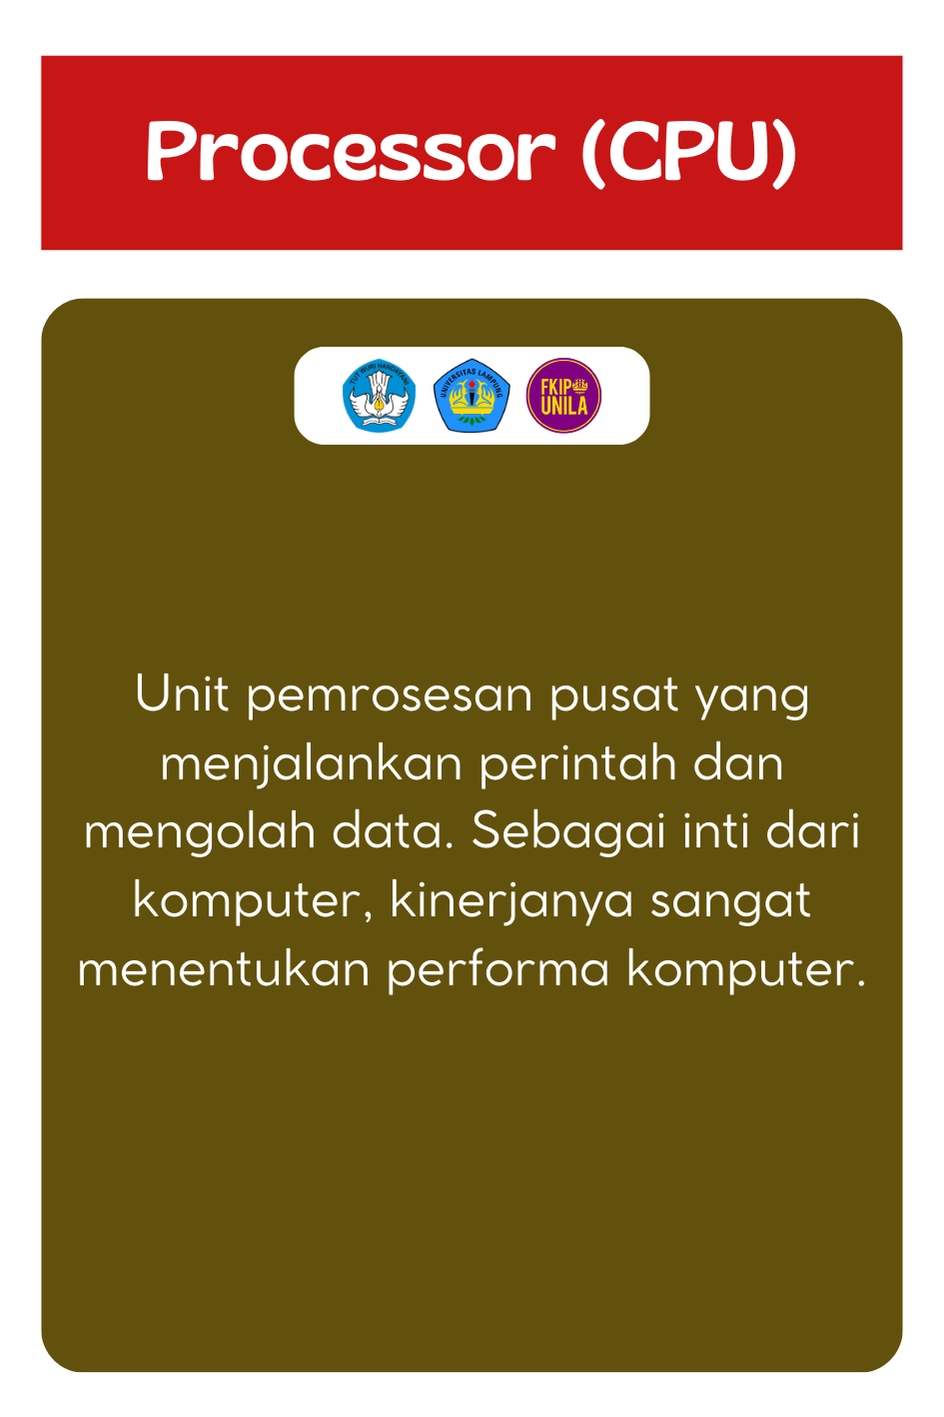 Processor (CPU)
TUT WURI HANDAYANI
UNIVERSITAS LAMPUNG
FKIP
UNILA
Unit pemrosesan pusat yang
menjalankan perintah dan
mengolah data. Sebagai inti dari
komputer, kinerjanya sangat
menentukan performa komputer.